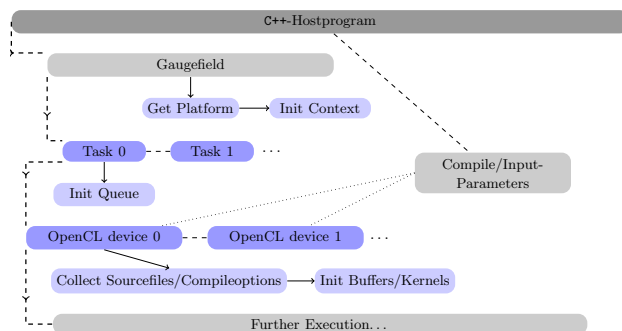 C++-Hostprogram
Gaugefield
Get Platform
Init Context
Task 0
Task 1
...
Compile/Input-
Parameters
Init Queue
OpenCL device 0
OpenCL device 1
...
Collect Sourcefiles/Compileoptions
Init Buffers/Kernels
Further Execution...